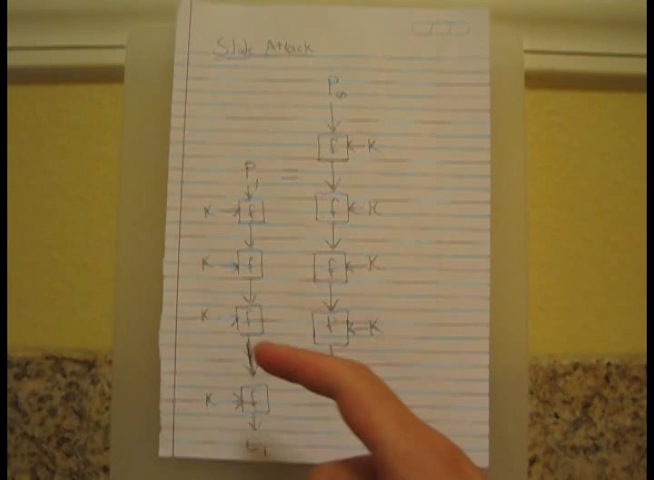 Slide Attack
P₀
f K
P₁ =
K f f K
K f f K
K f f K
K f
C₁